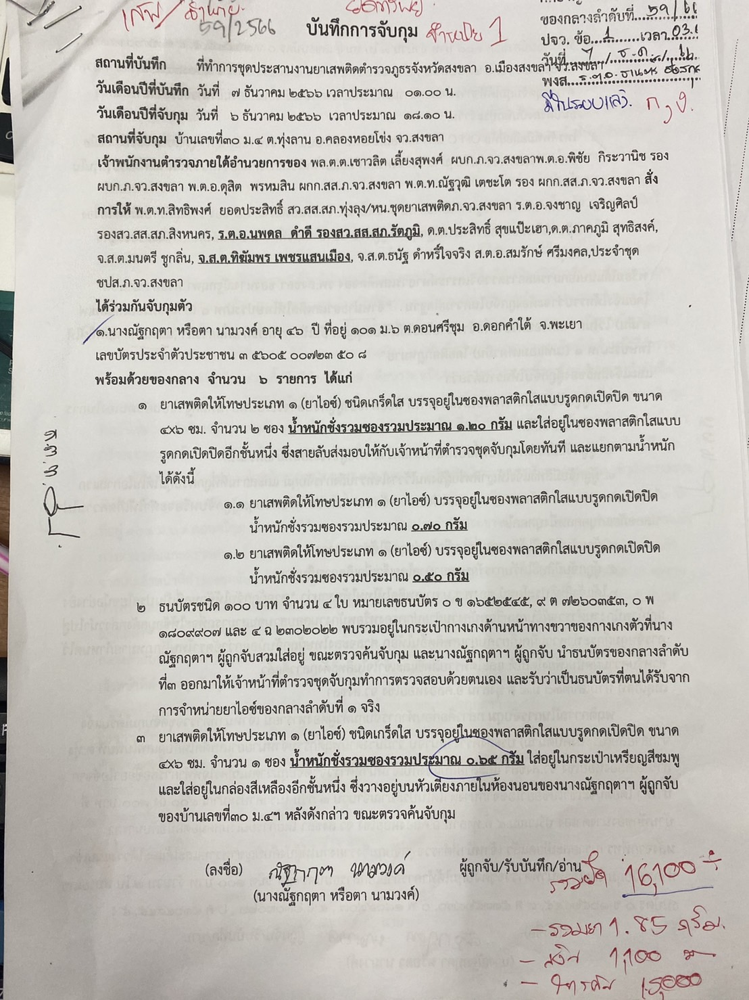 เสพ/จำหน่าย
59/2566
บันทึกการจับกุม จำหน่าย 1
ของกลางลำดับที่ 59/66
ปจว. ข้อ 1 เวลา 03.
วันที่ 7 / ธ.ค. / 66
พงส. ร.ต.อ.
มีในระบบแล้ว ก, ข.
สถานที่บันทึก ที่ทำการชุดประสานงานยาเสพติดตำรวจภูธรจังหวัดสงขลา อ.เมืองสงขลา จว.สงขลา
วันเดือนปีที่บันทึก วันที่ ๗ ธันวาคม ๒๕๖๖ เวลาประมาณ ๐๑.๐๐ น.
วันเดือนปีที่จับกุม วันที่ ๖ ธันวาคม ๒๕๖๖ เวลาประมาณ ๑๘.๑๐ น.
สถานที่จับกุม บ้านเลขที่๓๐ ม.๔ ต.ทุ่งลาน อ.คลองหอยโข่ง จว.สงขลา
เจ้าพนักงานตำรวจภายใต้อำนวยการของ พล.ต.ต.เชาวลิต เลี้ยงสุพงศ์ ผบก.ภ.จว.สงขลาพ.ต.อ.พิชัย กิระวานิช รอง
ผบก.ภ.จว.สงขลา พ.ต.อ.ดุสิต พรหมสิน ผกก.สส.ภ.จว.สงขลา พ.ต.ท.ณัฐวุฒิ เตชะโต รอง ผกก.สส.ภ.จว.สงขลา สั่ง
การให้ พ.ต.ท.สิทธิพงศ์ ยอดประสิทธิ์ สว.สส.สภ.ทุ่งลุง/หน.ชุดยาเสพติดภ.จว.สงขลา ร.ต.อ.จงชาญ เจริญศิลป์
รองสว.สส.สภ.สิงหนคร, ร.ต.อ.นพดล ดำดี รองสว.สส.สภ.รัตภูมิ, ด.ต.ประสิทธิ์ สุขแป๊ะเฮา,ด.ต.ภาคภูมิ สุทธิสงค์,
จ.ส.ต.มนตรี ชูกลิ่น, จ.ส.ต.ทิฆัมพร เพชรแสนเมือง, จ.ส.ต.ธนัฐ ดำหรี้ใจจริง ส.ต.อ.สมรักษ์ ศรีมงคล,ประจำชุด
ชปส.ภ.จว.สงขลา
ได้ร่วมกันจับกุมตัว
๑.นางณัฐกฤตา หรือตา นามวงค์ อายุ ๔๖ ปี ที่อยู่ ๑๐๑ ม.๖ ต.ดอนศรีชุม อ.ดอกคำใต้ จ.พะเยา
เลขบัตรประจำตัวประชาชน ๓ ๕๖๐๕ ๐๐๗๒๓ ๕๐ ๘
พร้อมด้วยของกลาง จำนวน ๖ รายการ ได้แก่
๑ ยาเสพติดให้โทษประเภท ๑ (ยาไอซ์) ชนิดเกร็ดใส บรรจุอยู่ในซองพลาสติกใสแบบรูดกดเปิดปิด ขนาด
๔x๖ ซม. จำนวน ๒ ซอง น้ำหนักชั่งรวมซองรวมประมาณ ๑.๒๐ กรัม และใส่อยู่ในซองพลาสติกใสแบบ
รูดกดเปิดปิดอีกชั้นหนึ่ง ซึ่งสายลับส่งมอบให้กับเจ้าหน้าที่ตำรวจชุดจับกุมโดยทันที และแยกตามน้ำหนัก
ได้ดังนี้
๑.๑ ยาเสพติดให้โทษประเภท ๑ (ยาไอซ์) บรรจุอยู่ในซองพลาสติกใสแบบรูดกดเปิดปิด
น้ำหนักชั่งรวมซองรวมประมาณ ๐.๗๐ กรัม
๑.๒ ยาเสพติดให้โทษประเภท ๑ (ยาไอซ์) บรรจุอยู่ในซองพลาสติกใสแบบรูดกดเปิดปิด
น้ำหนักชั่งรวมซองรวมประมาณ ๐.๕๐ กรัม
๒ ธนบัตรชนิด ๑๐๐ บาท จำนวน ๔ ใบ หมายเลขธนบัตร ๐ ข ๑๖๕๒๕๔๕, ๙ ต ๗๒๖๐๓๕๓, ๐ พ
๑๘๐๙๙๐๗ และ ๔ ฉ ๒๓๐๒๐๒๒ พบรวมอยู่ในกระเป๋ากางเกงด้านหน้าทางขวาของกางเกงตัวที่นาง
ณัฐกฤตาฯ ผู้ถูกจับสวมใส่อยู่ ขณะตรวจค้นจับกุม และนางณัฐกฤตาฯ ผู้ถูกจับ นำธนบัตรของกลางลำดับ
ที่๓ ออกมาให้เจ้าหน้าที่ตำรวจชุดจับกุมทำการตรวจสอบด้วยตนเอง และรับว่าเป็นธนบัตรที่ตนได้รับจาก
การจำหน่ายยาไอซ์ของกลางลำดับที่ ๑ จริง
๓ ยาเสพติดให้โทษประเภท ๑ (ยาไอซ์) ชนิดเกร็ดใส บรรจุอยู่ในซองพลาสติกใสแบบรูดกดเปิดปิด ขนาด
๔x๖ ซม. จำนวน ๑ ซอง น้ำหนักชั่งรวมซองรวมประมาณ ๐.๖๕ กรัม ใส่อยู่ในกระเป๋าเหรียญสีชมพู
และใส่อยู่ในกล่องสีเหลืองอีกชั้นหนึ่ง ซึ่งวางอยู่บนหัวเตียงภายในห้องนอนของนางณัฐกฤตาฯ ผู้ถูกจับ
ของบ้านเลขที่๓๐ ม.๔ฯ หลังดังกล่าว ขณะตรวจค้นจับกุม
(ลงชื่อ) ณัฐกฤตา นามวงค์ ผู้ถูกจับ/รับบันทึก/อ่าน
(นางณัฐกฤตา หรือตา นามวงค์)
รวมยึด 16,100
- รวมยา 1.85 กรัม.
- เงิน 1,100
- 15,000